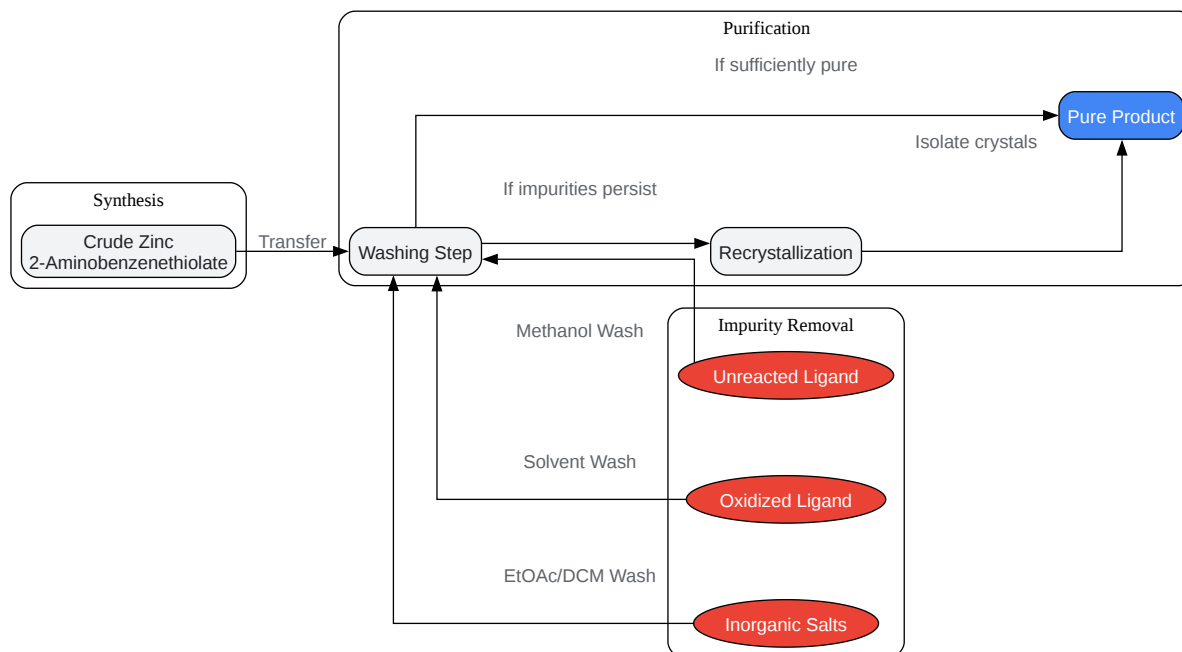 Purification
If sufficiently pure
Pure Product
Isolate crystals
Synthesis
If impurities persist
Crude Zinc
2-Aminobenzenethiolate
Transfer
Washing Step
Recrystallization
Methanol Wash
Impurity Removal
Unreacted Ligand
Solvent Wash
Oxidized Ligand
EtOAc/DCM Wash
Inorganic Salts